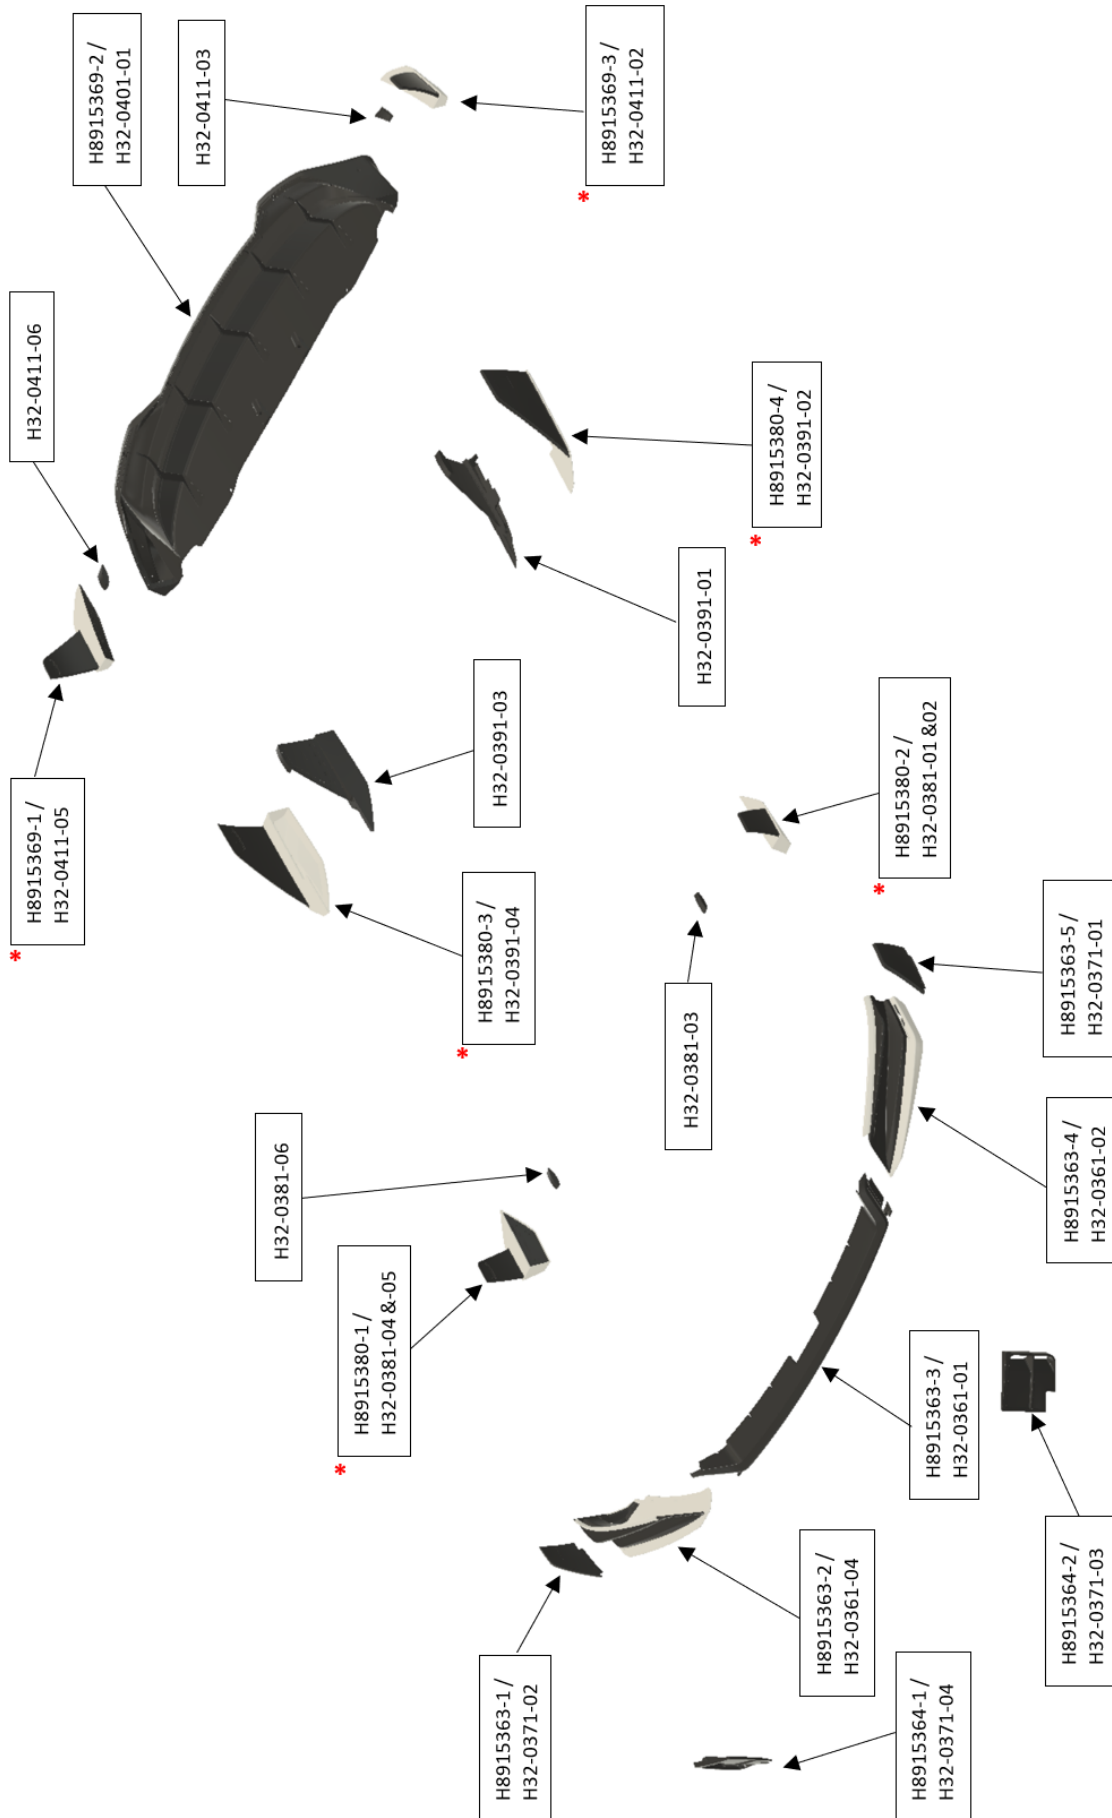 *
H8915369-1 /
H32-0411-05
H32-0411-06
H8915369-2 /
H32-0401-01
H32-0411-03
H32-0381-06
*
H8915380-1 /
H32-0381-04 &-05
*
H8915380-3 /
H32-0391-04
H32-0391-03
H8915363-1 /
H32-0371-02
*
H8915369-3 /
H32-0411-02
H32-0381-03
H32-0391-01
*
H8915380-4 /
H32-0391-02
H8915363-2 /
H32-0361-04
*
H8915380-2 /
H32-0381-01 &02
H8915364-1 /
H32-0371-04
H8915363-3 /
H32-0361-01
H8915364-2 /
H32-0371-03
H8915363-4 /
H32-0361-02
H8915363-5 /
H32-0371-01